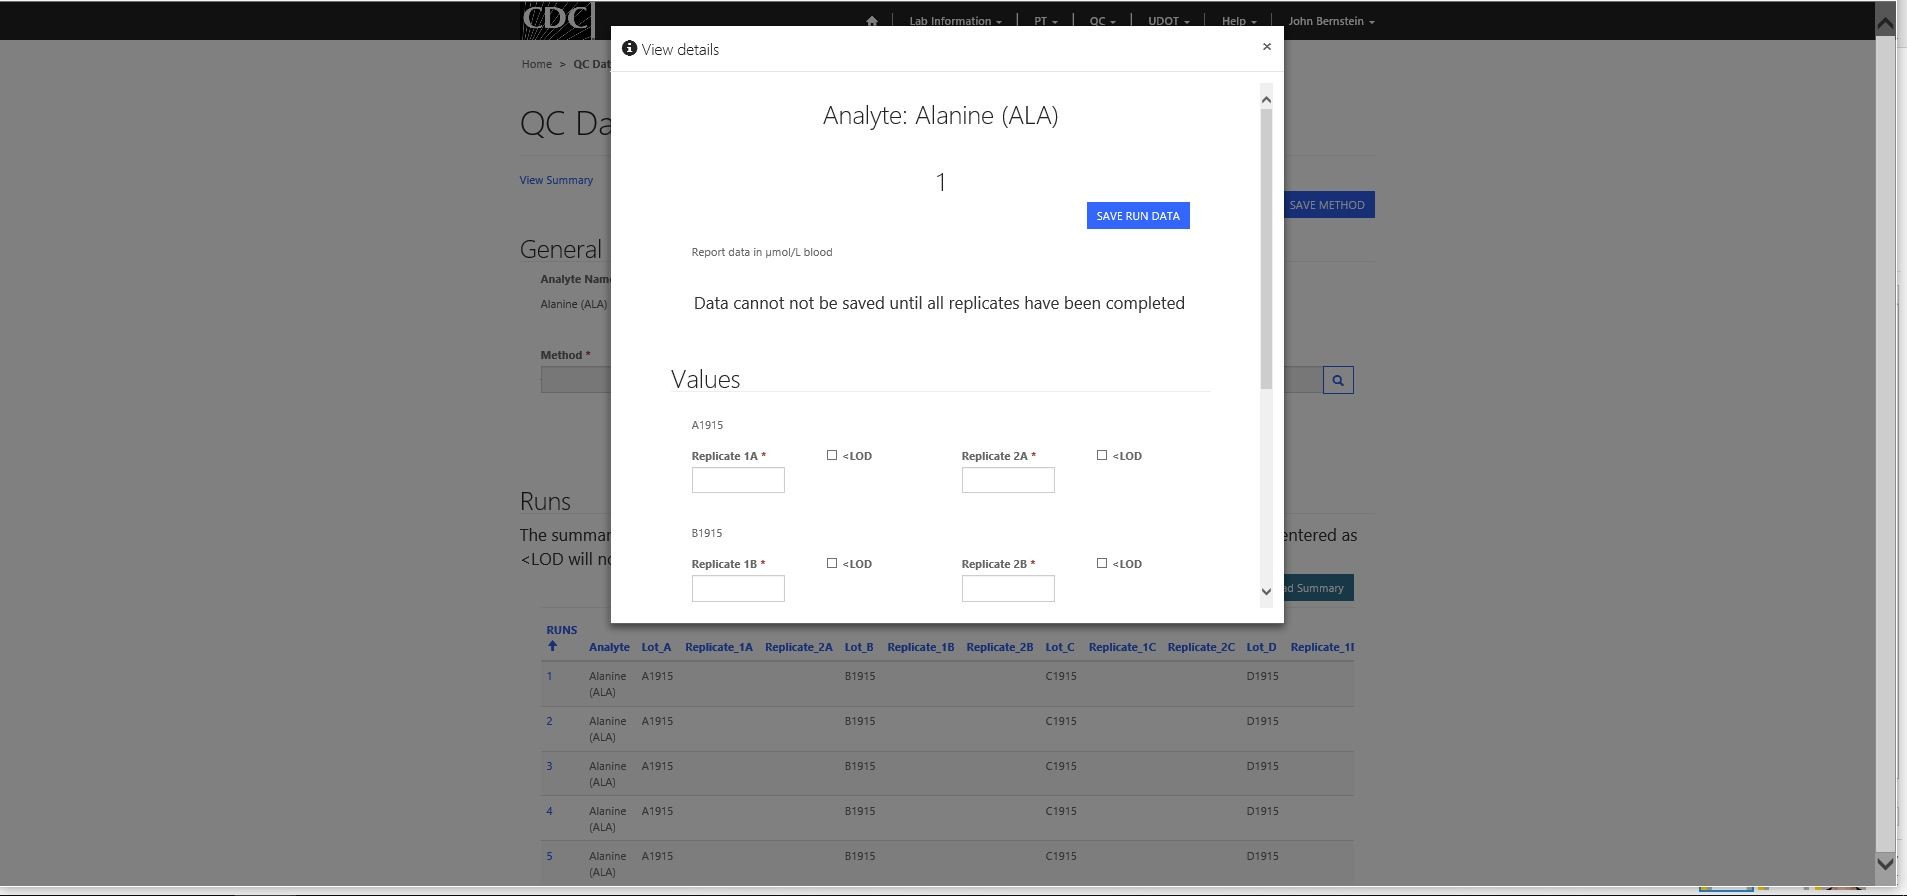 CDC
Lab Information
PT
QC
UDOT
Help
John Bernstein
View details
×
Home > QC Dat
Analyte: Alanine (ALA)
QC Da
1
View Summary
SAVE METHOD
SAVE RUN DATA
General
Report data in µmol/L blood
Analyte Nam
Alanine (ALA)
Data cannot not be saved until all replicates have been completed
Method *
Values
A1915
Replicate 1A * <LOD Replicate 2A * <LOD
Runs
The summar entered as
<LOD will no
B1915
Replicate 1B * <LOD Replicate 2B * <LOD
ad Summary
RUNS
Analyte Lot_A Replicate_1A Replicate_2A Lot_B Replicate_1B Replicate_2B Lot_C Replicate_1C Replicate_2C Lot_D Replicate_1
1 Alanine A1915 B1915 C1915 D1915
(ALA)
2 Alanine A1915 B1915 C1915 D1915
(ALA)
3 Alanine A1915 B1915 C1915 D1915
(ALA)
4 Alanine A1915 B1915 C1915 D1915
(ALA)
5 Alanine A1915 B1915 C1915 D1915
(ALA)